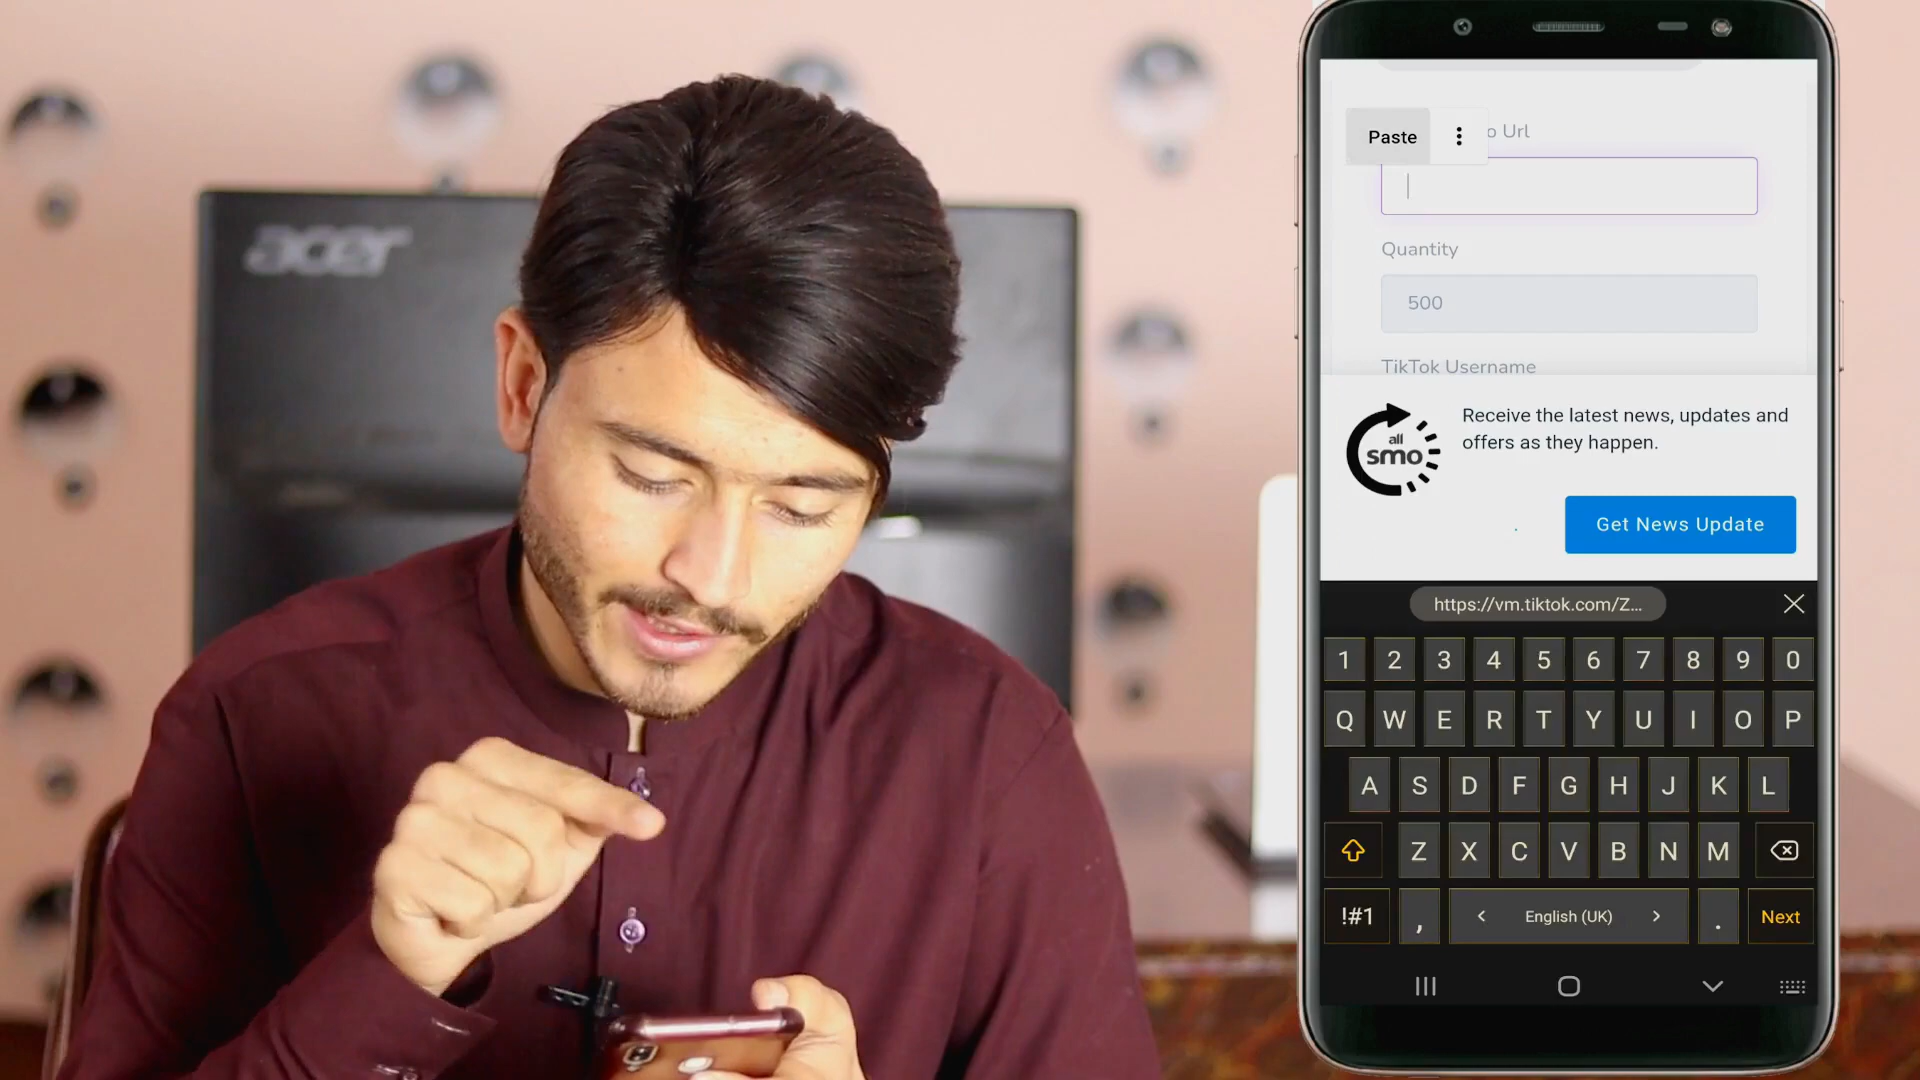 acer
Paste
o Url
Quantity
500
TikTok Username
all
smo
Receive the latest news, updates and
offers as they happen.
Get News Update
https://vm.tiktok.com/Z...
1 2 3 4 5 6 7 8 9 0
Q W E R T Y U I O P
A S D F G H J K L
Z X C V B N M
!#1 , < English (UK) > . Next